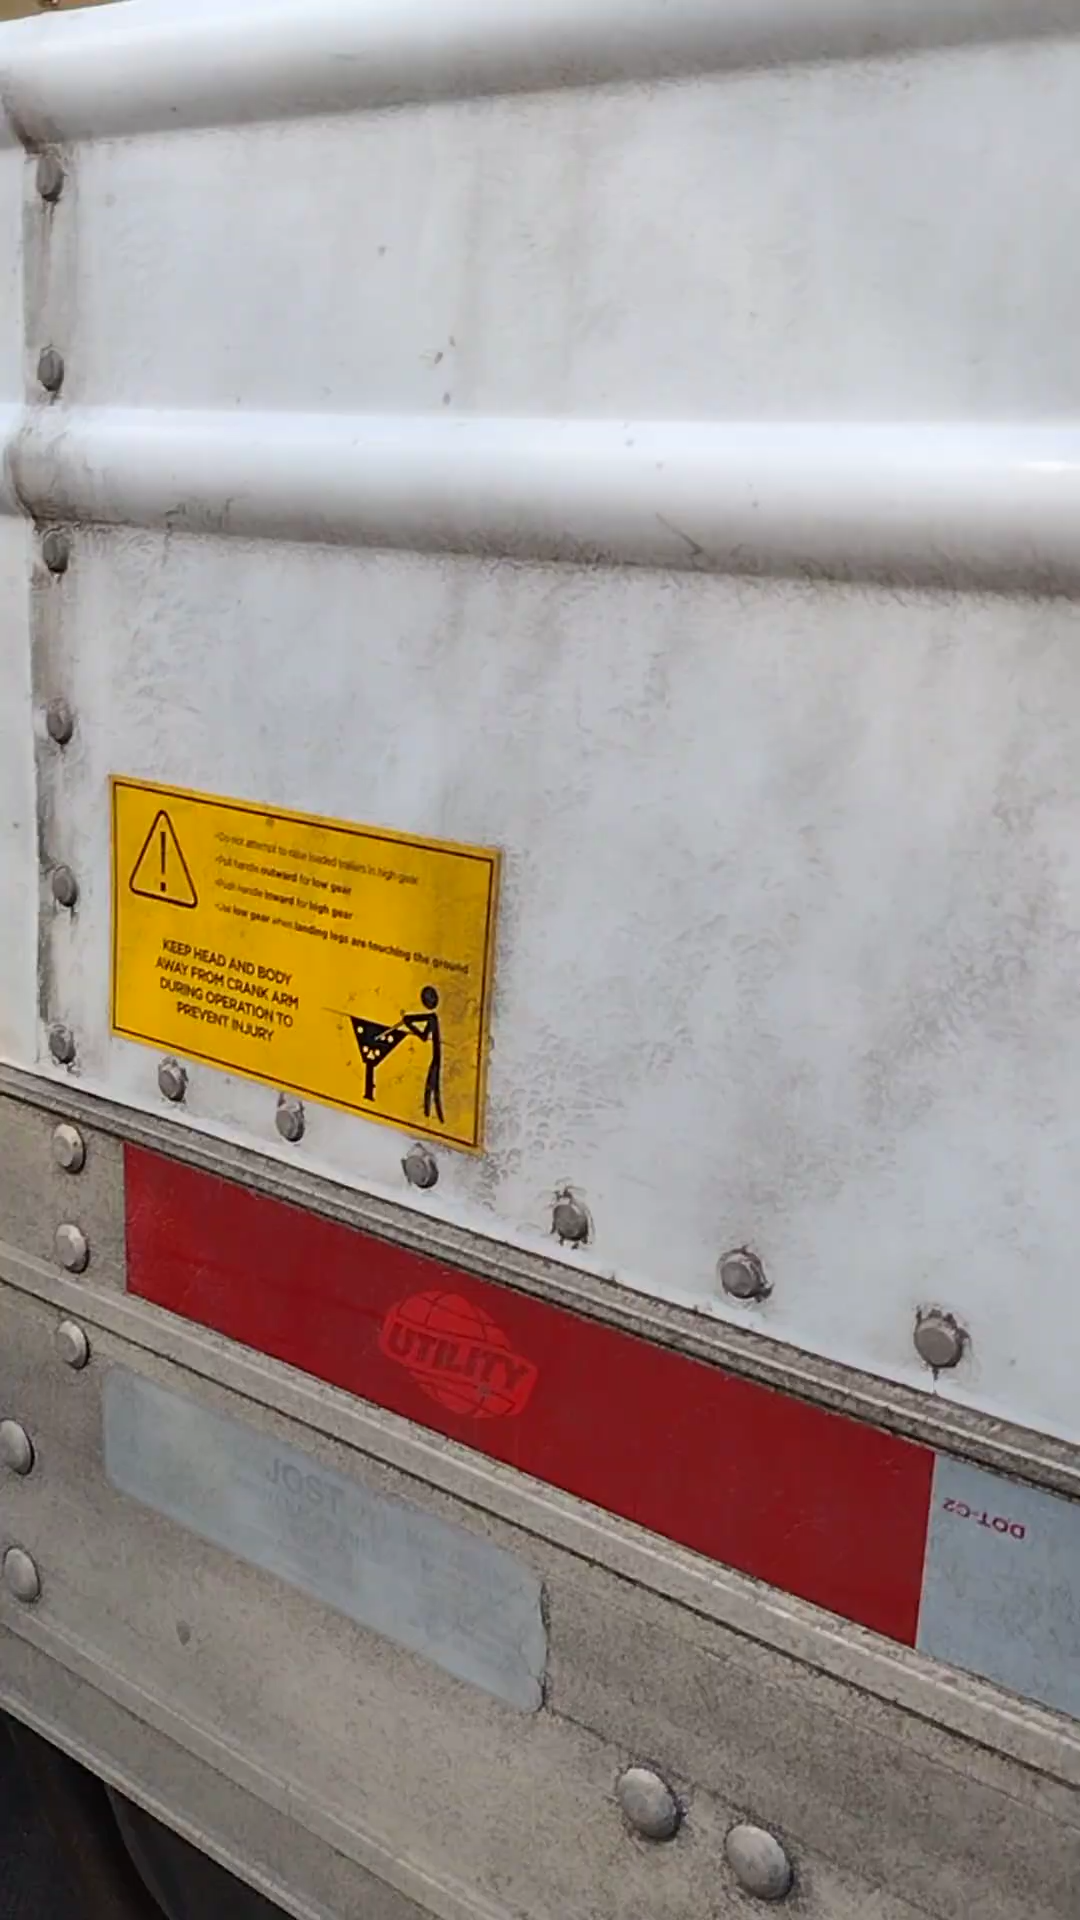 •Do not attempt to raise loaded trailers in high gear
•Pull handle outward for low gear
•Push handle inward for high gear
•Use low gear when landing legs are touching the ground
KEEP HEAD AND BODY
AWAY FROM CRANK ARM
DURING OPERATION TO
PREVENT INJURY
UTILITY
DOT-C2